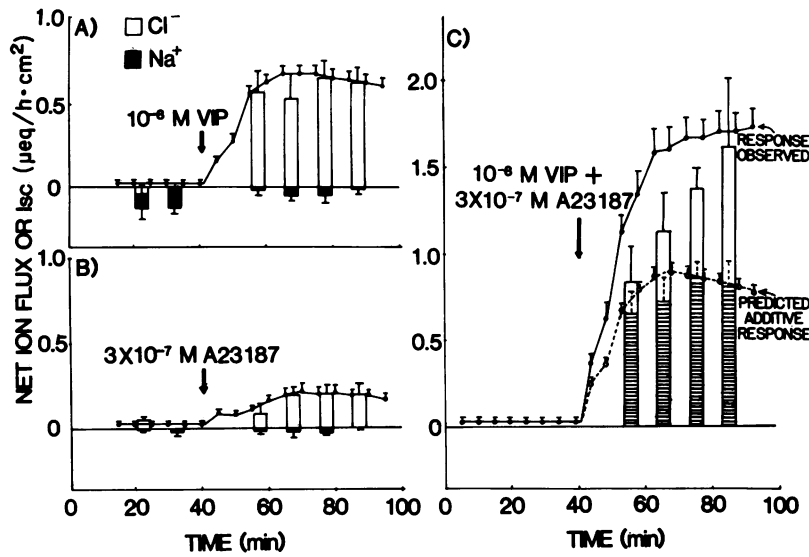 A)
Cl⁻
Na⁺
10⁻⁸ M VIP
1.0
0.5
0
B)
3X10⁻⁷ M A23187
1.0
0.5
0
0 20 40 60 80 100
TIME (min)
NET ION FLUX OR Isc (µeq/h·cm²)
C)
2.0
1.5
1.0
0.5
0
10⁻⁸ M VIP +
3X10⁻⁷ M A23187
RESPONSE
OBSERVED
PREDICTED
ADDITIVE
RESPONSE
0 20 40 60 80 100
TIME (min)